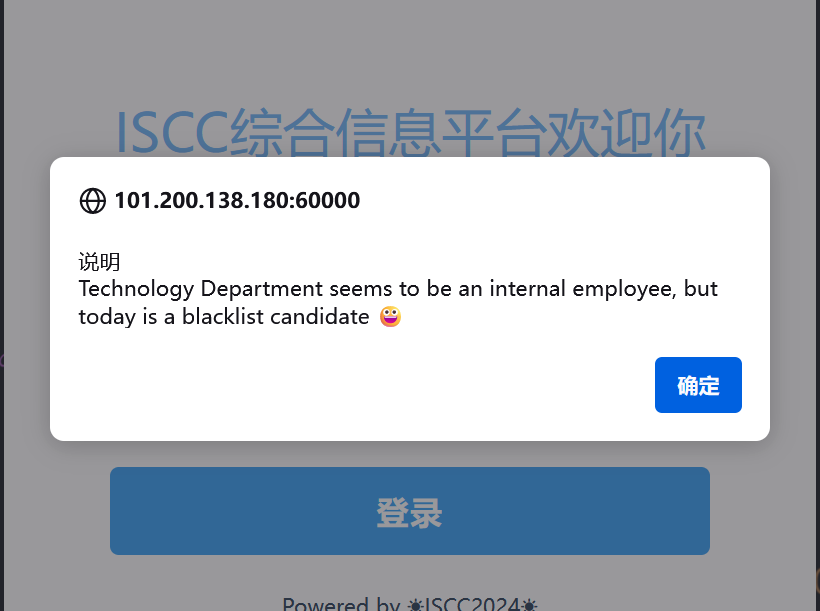 ISCC综合信息平台欢迎你
101.200.138.180:60000
说明
Technology Department seems to be an internal employee, but
today is a blacklist candidate 🤪
确定
登录
Powered by ☀ISCC2024☀